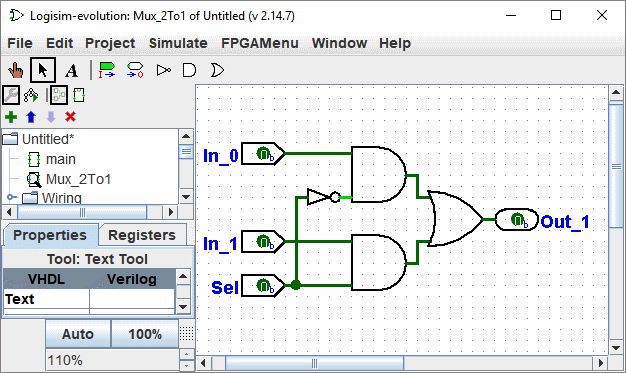 Logisim-evolution: Mux_2To1 of Untitled (v 2.14.7)
File Edit Project Simulate FPGAMenu Window Help
A
Untitled*
main
Mux_2To1
Wiring
Properties Registers
Tool: Text Tool
VHDL Verilog
Text
Auto 100%
110%
In_0
In_1
Sel
Out_1